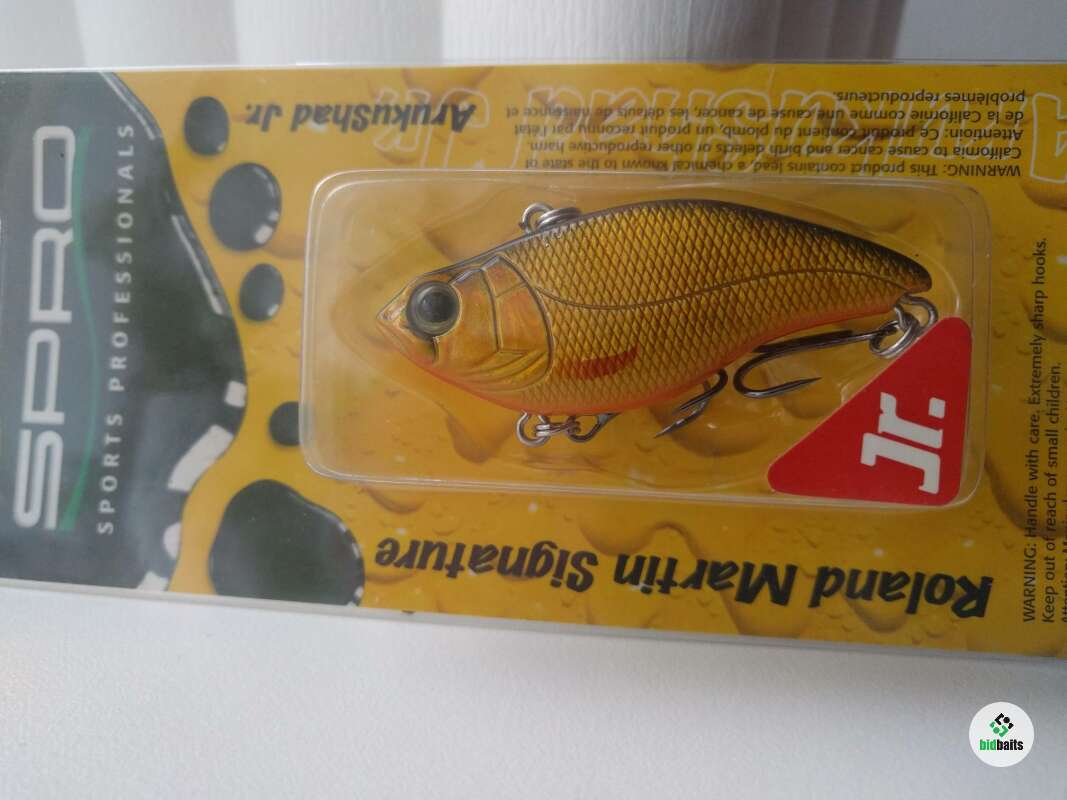 SPRO
SPORTS PROFESSIONALS
Roland Martin Signature
Jr.
ArukuShad Jr.
WARNING: This product contains lead, a chemical known to the state of
California to cause cancer and birth defects or other reproductive harm.
Attention: Ce produit contient du plomb, un produit reconnu par l'état
de la Californie comme une cause de cancer, les défauts de naissance et
problèmes reproducteurs.
WARNING: Handle with care. Extremely sharp hooks.
Keep out of reach of small children.
bidbaits